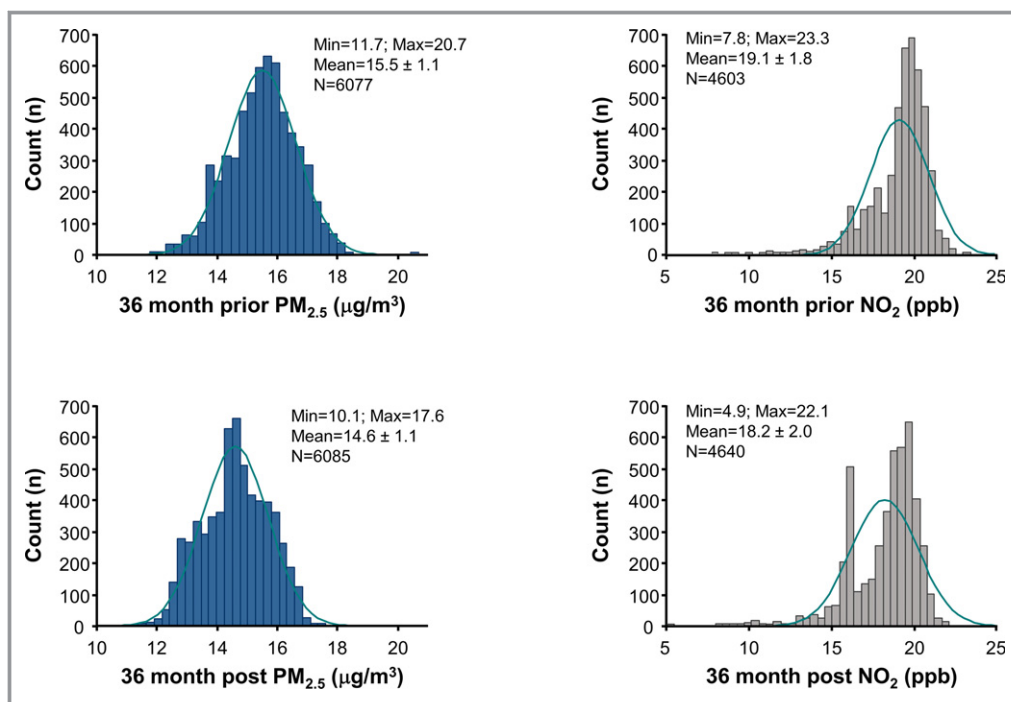 Min=11.7; Max=20.7
Mean=15.5 ± 1.1
N=6077
700
600
500
400
300
200
100
0
Count (n)
10 12 14 16 18 20
36 month prior PM2.5 (μg/m³)
Min=7.8; Max=23.3
Mean=19.1 ± 1.8
N=4603
700
600
500
400
300
200
100
0
Count (n)
5 10 15 20 25
36 month prior NO2 (ppb)
Min=10.1; Max=17.6
Mean=14.6 ± 1.1
N=6085
700
600
500
400
300
200
100
0
Count (n)
10 12 14 16 18 20
36 month post PM2.5 (μg/m³)
Min=4.9; Max=22.1
Mean=18.2 ± 2.0
N=4640
700
600
500
400
300
200
100
0
Count (n)
5 10 15 20 25
36 month post NO2 (ppb)